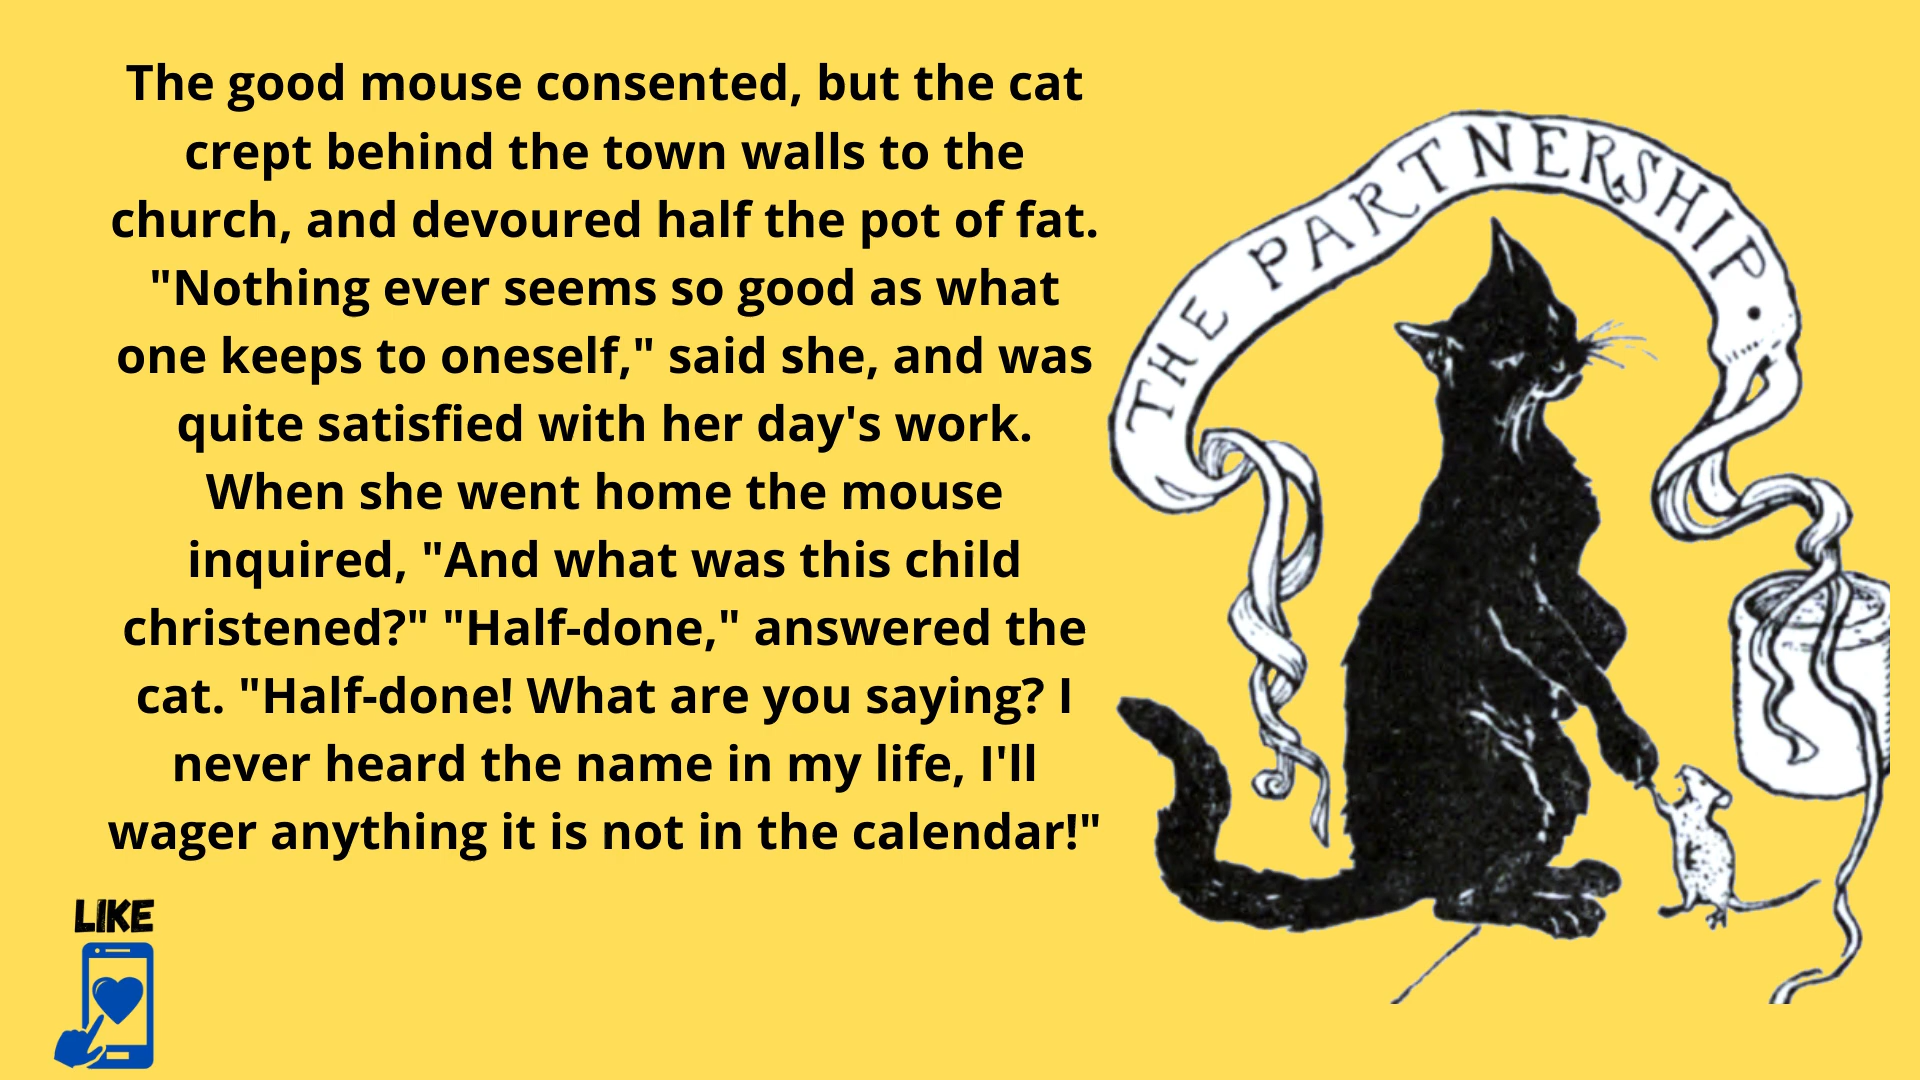 The good mouse consented, but the cat
crept behind the town walls to the
church, and devoured half the pot of fat.
"Nothing ever seems so good as what
one keeps to oneself," said she, and was
quite satisfied with her day's work.
When she went home the mouse
inquired, "And what was this child
christened?" "Half-done," answered the
cat. "Half-done! What are you saying? I
never heard the name in my life, I'll
wager anything it is not in the calendar!"
THE PARTNERSHIP.
LIKE